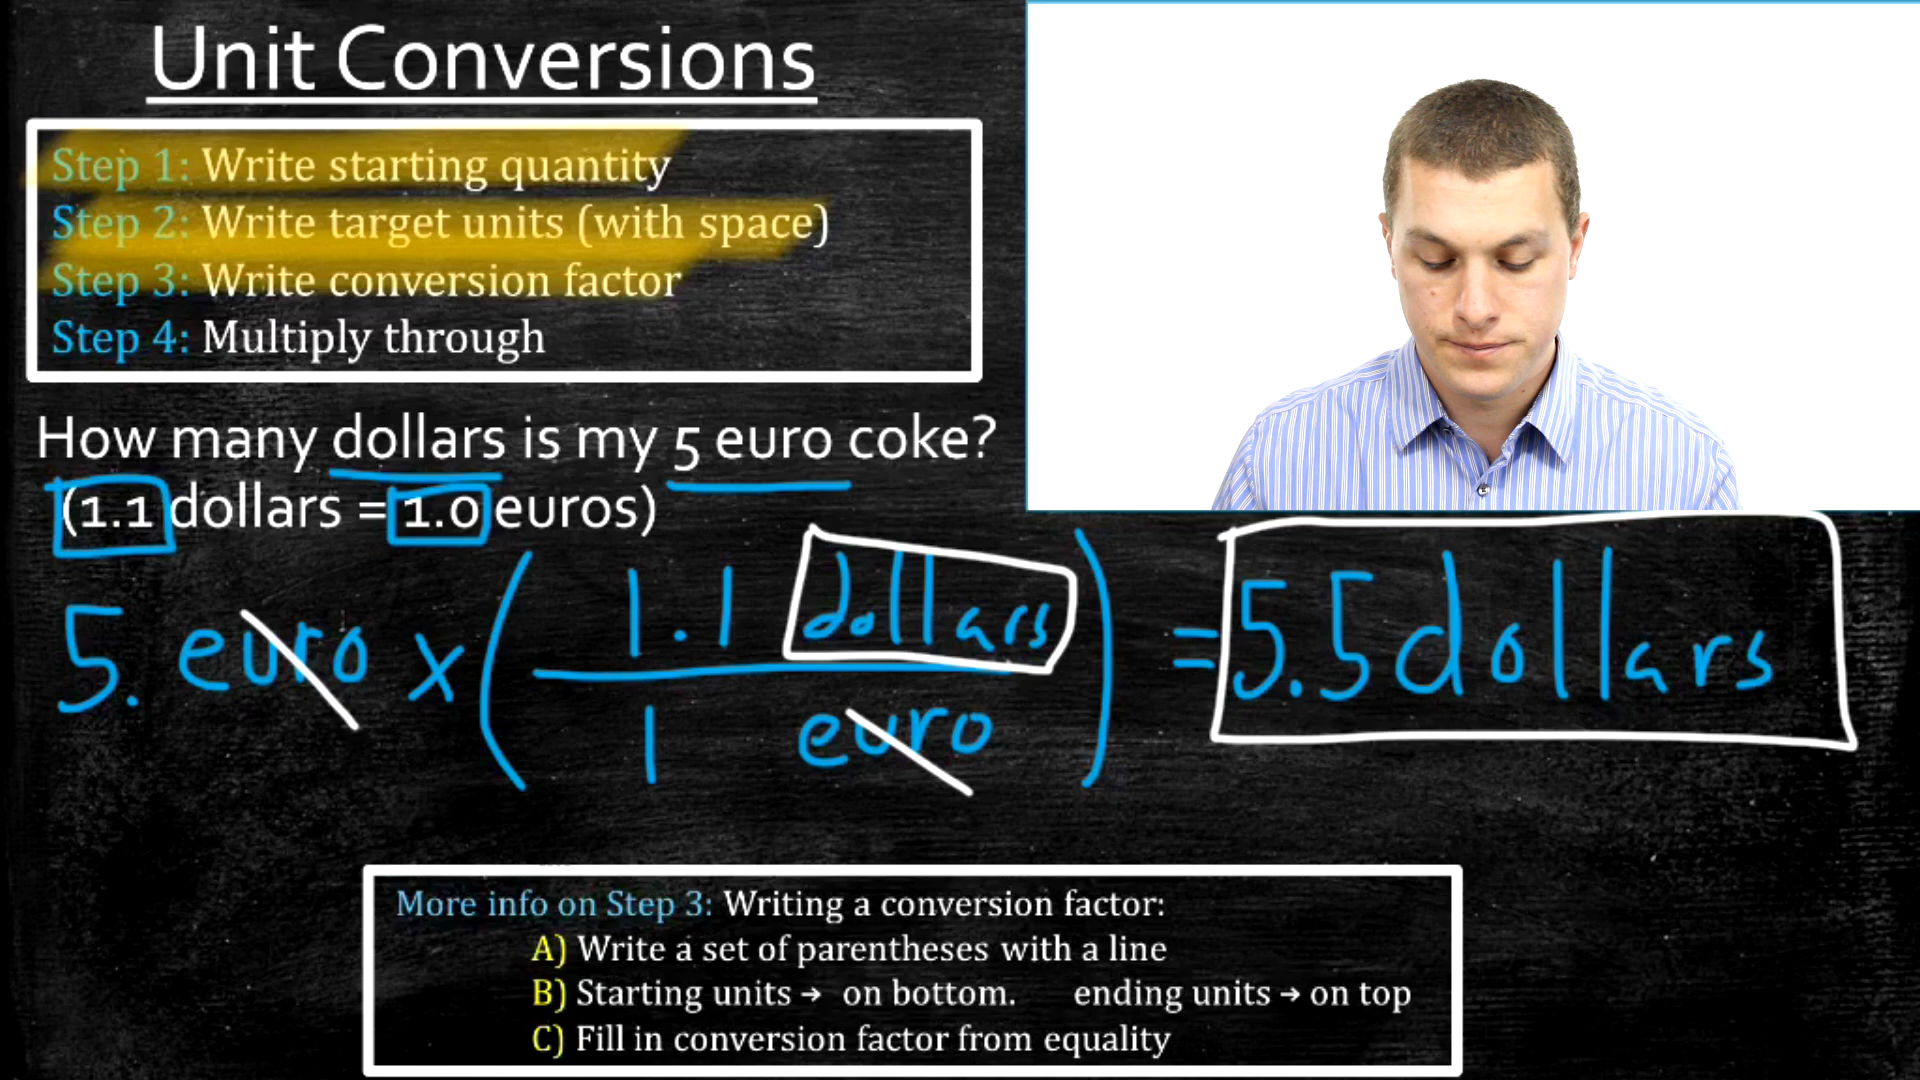 Unit Conversions
Step 1: Write starting quantity
Step 2: Write target units (with space)
Step 3: Write conversion factor
Step 4: Multiply through
How many dollars is my 5 euro coke?
(1.1 dollars = 1.0 euros)
5. euro x ( 1.1 dollars
1 euro ) = 5.5 dollars
More info on Step 3: Writing a conversion factor:
A) Write a set of parentheses with a line
B) Starting units → on bottom. ending units → on top
C) Fill in conversion factor from equality